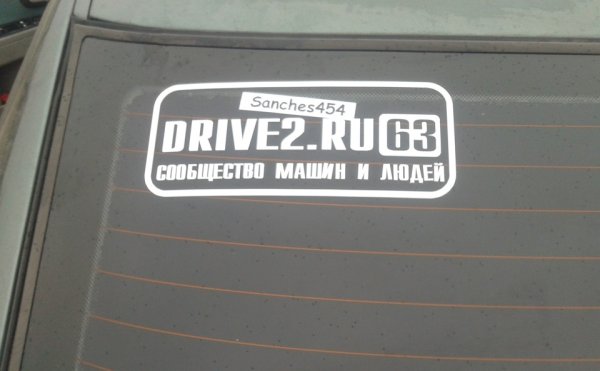 Sanches454
DRIVE2.RU 63
СООБЩЕСТВО МАШИН И ЛЮДЕЙ